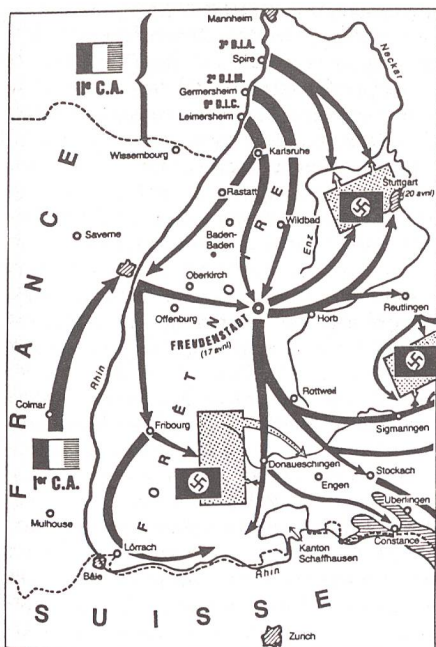 Mannheim
3ᵉ D.I.A.
Spire
Neckar
IIᵉ C.A.
2ᵉ D.I.M.
Germersheim
9ᵉ D.I.C.
Leimersheim
Wissembourg
Karlsruhe
Stuttgart
(20 avril)
Rastatt
Enz
Saverne
Baden-
Baden
Wildbad
Oberkirch
Offenburg
FREUDENSTADT
(17 avril)
Horb
Reutlingen
Rhin
Rottweil
Colmar
Sigmaringen
Iᵉʳ C.A.
Fribourg
Donaueschingen
Stockach
Engen
Überlingen
Mulhouse
Constance
Lörrach
Kanton
Schaffhausen
Rhin
Bâle
FRANCE
FORÊT NOIRE
SUISSE
Zurich